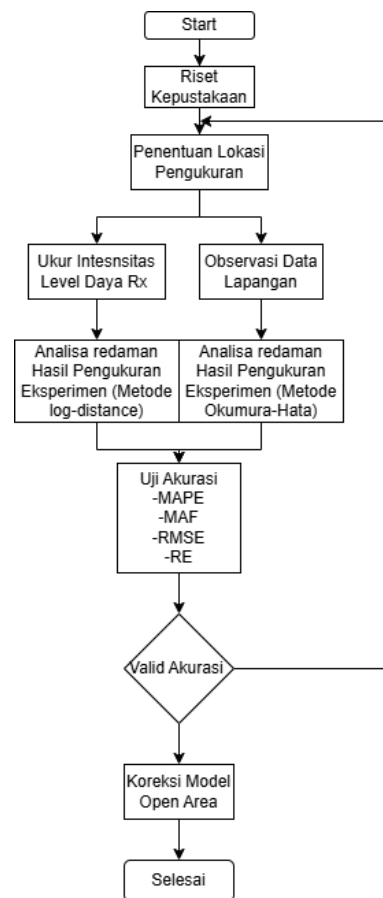 Start
Riset
Kepustakaan
Penentuan Lokasi
Pengukuran
Ukur Intesnsitas
Level Daya Rx
Observasi Data
Lapangan
Analisa redaman
Hasil Pengukuran
Eksperimen (Metode
log-distance)
Analisa redaman
Hasil Pengukuran
Eksperimen (Metode
Okumura-Hata)
Uji Akurasi
-MAPE
-MAF
-RMSE
-RE
Valid Akurasi
Koreksi Model
Open Area
Selesai